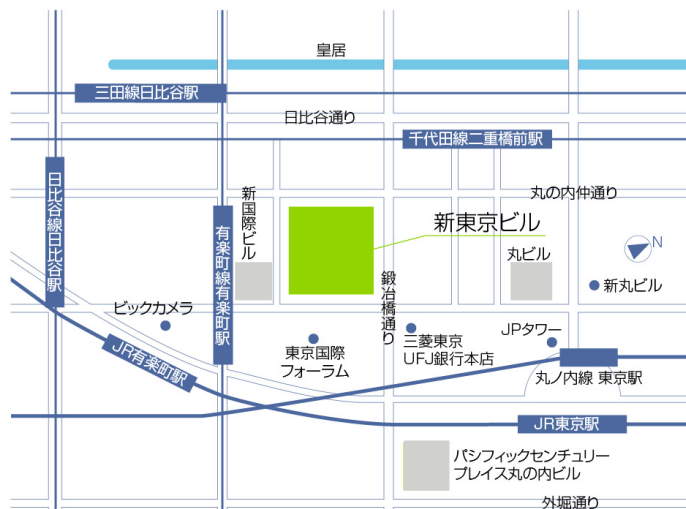 皇居
三田線日比谷駅
日比谷通り
千代田線二重橋前駅
日比谷線日比谷駅
新国際ビル
有楽町線有楽町駅
新東京ビル
丸の内仲通り
丸ビル
N
新丸ビル
鍛冶橋通り
ビックカメラ
JR有楽町駅
東京国際
フォーラム
三菱東京
UFJ銀行本店
JPタワー
丸ノ内線 東京駅
JR東京駅
パシフィックセンチュリー
プレイス丸の内ビル
外堀通り